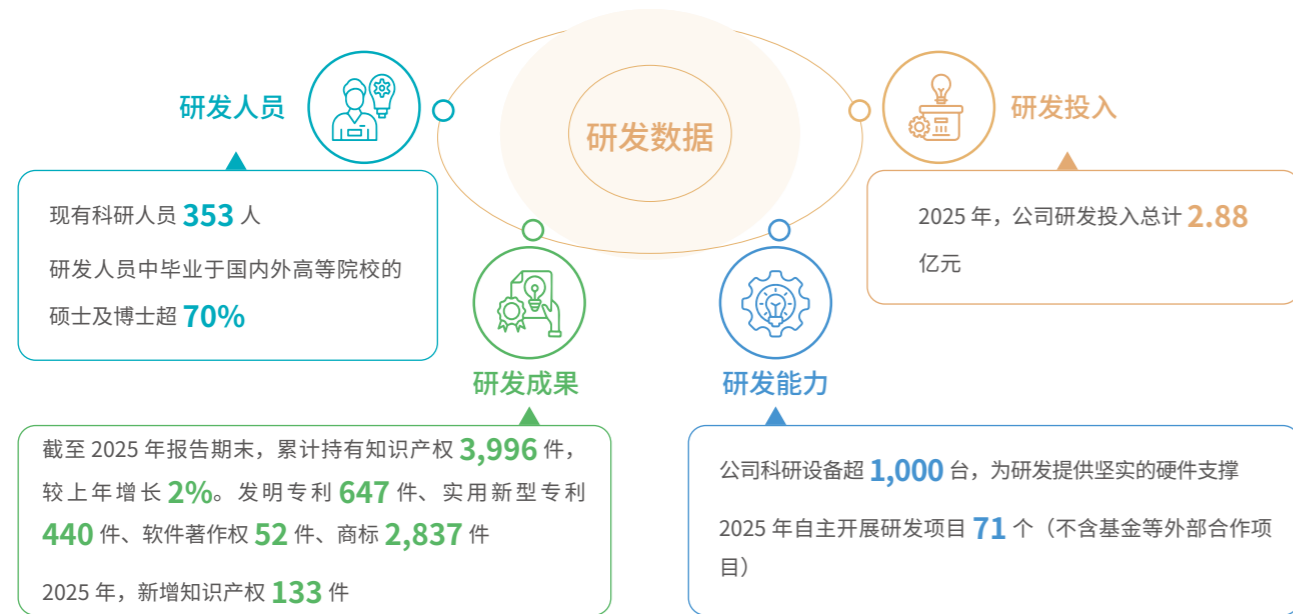 研发数据
研发人员
现有科研人员 353 人
研发人员中毕业于国内外高等院校的
硕士及博士超 70%
研发投入
2025 年，公司研发投入总计 2.88
亿元
研发成果
截至 2025 年报告期末，累计持有知识产权 3,996 件，
较上年增长 2%。发明专利 647 件、实用新型专利
440 件、软件著作权 52 件、商标 2,837 件
2025 年，新增知识产权 133 件
研发能力
公司科研设备超 1,000 台，为研发提供坚实的硬件支撑
2025 年自主开展研发项目 71 个（不含基金等外部合作项
目）